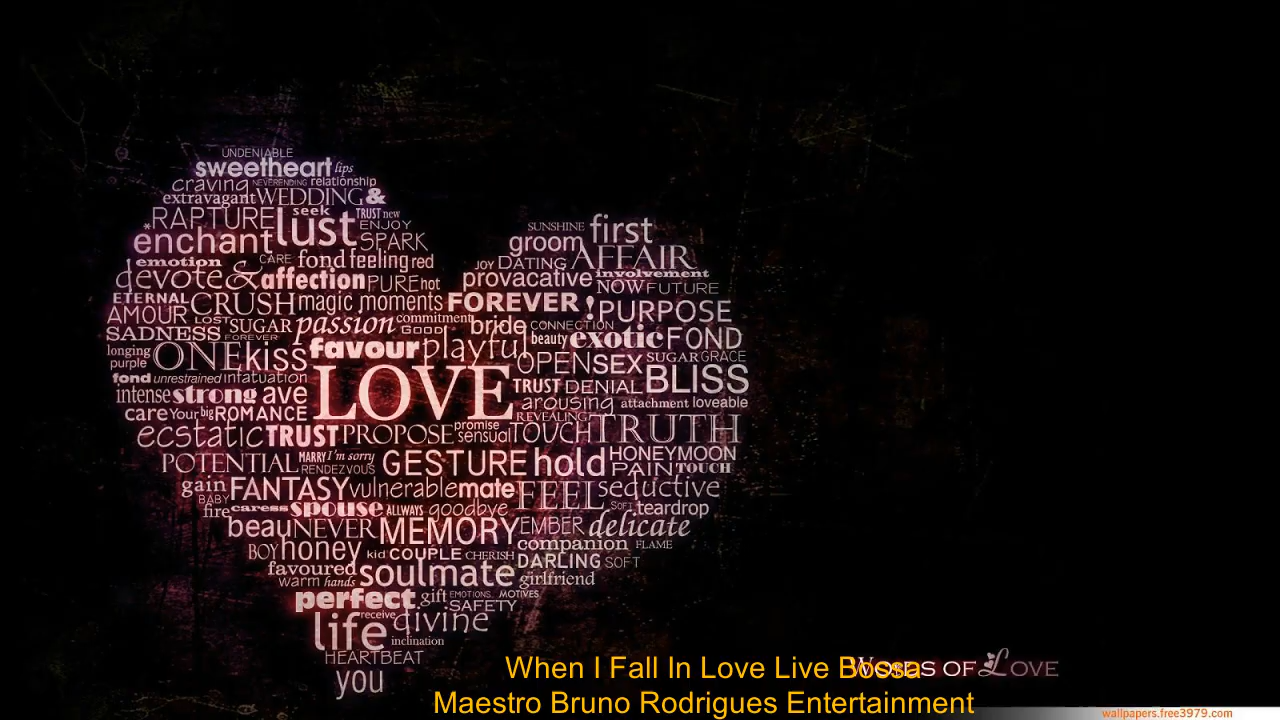 UNDENIABLE
sweetheart lips
craving NEVERENDING relationship
extravagant WEDDING &
*RAPTURE seek TRUST new
enchant lust ENJOY
SPARK
emotion CARE fond feeling red
devote & affection PURE hot
ETERNAL CRUSH magic moments
AMOUR LOST SUGAR passion commitment
SADNESS FOREVER Good
longing ONE kiss favour playful
purple
fond unrestrained infatuation LOVE
intense strong ave
care Your big ROMANCE
SUNSHINE first
groom AFFAIR
JOY DATING
provacative involvement
NOW FUTURE
FOREVER ! PURPOSE
bride CONNECTION
beauty exotic FOND
OPEN SEX SUGAR GRACE
TRUST DENIAL BLISS
arousing attachment loveable
REVEALING
ecstatic TRUST PROPOSE promise TOUCH TRUTH
sensual
POTENTIAL MARRY I'm sorry GESTURE hold HONEYMOON
RENDEZVOUS PAIN TOUCH
gain FANTASY vulnerable mate FEEL seductive
BABY
fire caress spouse ALLWAYS goodbye SOFT teardrop
beau NEVER MEMORY EMBER delicate
BOY honey kid COUPLE CHERISH companion FLAME
DARLING SOFT
favoured soulmate girlfriend
warm hands
perfect gift EMOTIONS.. MOTIVES
SAFETY
life receive divine
inclination
HEARTBEAT
you
When I Fall In Love Live Bossa
WORDS OF LOVE
Maestro Bruno Rodrigues Entertainment
wallpapers.free3979.com